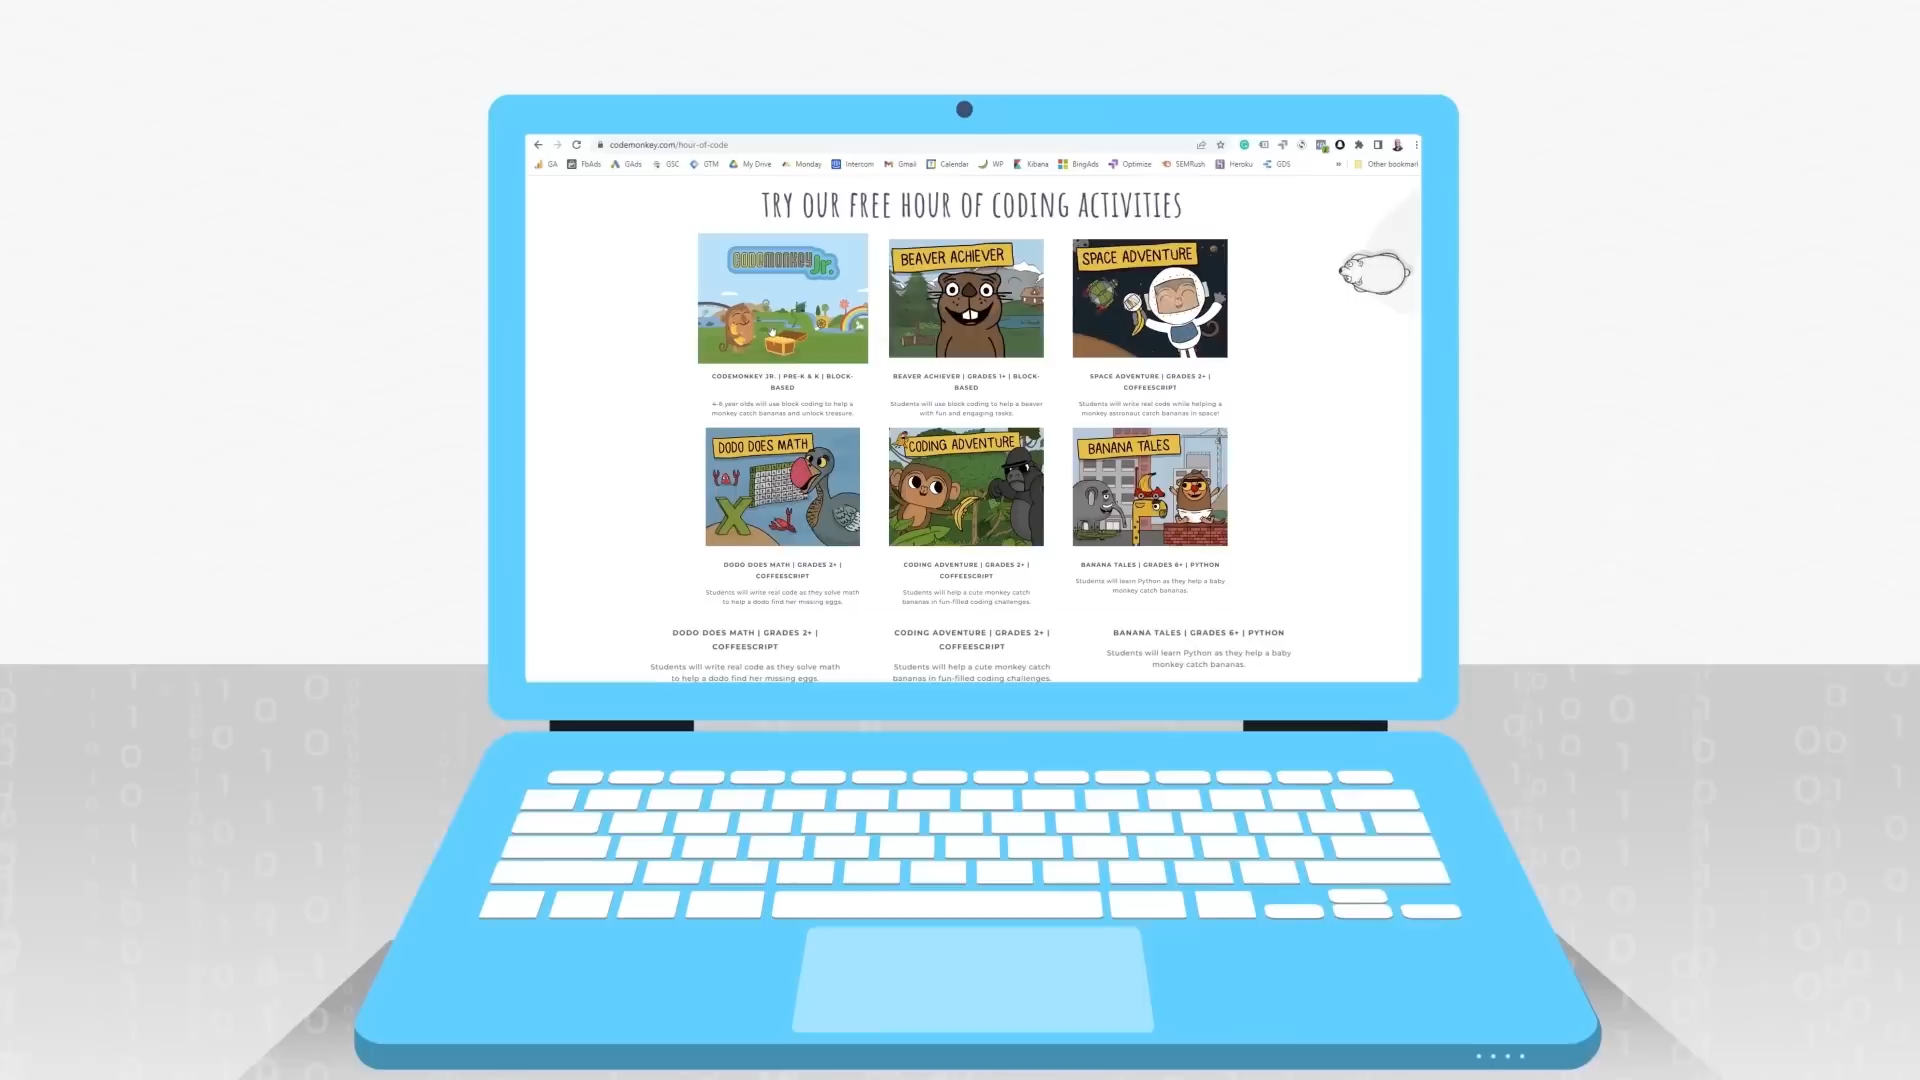 codemonkey.com/hour-of-code
GA FbAds GAds GSC GTM My Drive Monday Intercom Gmail Calendar WP Kibana BingAds Optimize SEMRush Heroku GDS » Other bookmar
TRY OUR FREE HOUR OF CODING ACTIVITIES
CODEMONKEY Jr.
BEAVER ACHIEVER
SPACE ADVENTURE
CODEMONKEY JR. | PRE-K & K | BLOCK-
BASED
4-6 year olds will use block coding to help a
monkey catch bananas and unlock treasure.
BEAVER ACHIEVER | GRADES 1+ | BLOCK-
BASED
Students will use block coding to help a beaver
with fun and engaging tasks.
SPACE ADVENTURE | GRADES 2+ |
COFFEESCRIPT
Students will write real code while helping a
monkey astronaut catch bananas in space!
DODO DOES MATH
X
CODING ADVENTURE
BANANA TALES
DODO DOES MATH | GRADES 2+ |
COFFEESCRIPT
Students will write real code as they solve math
to help a dodo find her missing eggs.
CODING ADVENTURE | GRADES 2+ |
COFFEESCRIPT
Students will help a cute monkey catch
bananas in fun-filled coding challenges.
BANANA TALES | GRADES 6+ | PYTHON
Students will learn Python as they help a baby
monkey catch bananas.
DODO DOES MATH | GRADES 2+ |
COFFEESCRIPT
Students will write real code as they solve math
to help a dodo find her missing eggs.
CODING ADVENTURE | GRADES 2+ |
COFFEESCRIPT
Students will help a cute monkey catch
bananas in fun-filled coding challenges.
BANANA TALES | GRADES 6+ | PYTHON
Students will learn Python as they help a baby
monkey catch bananas.